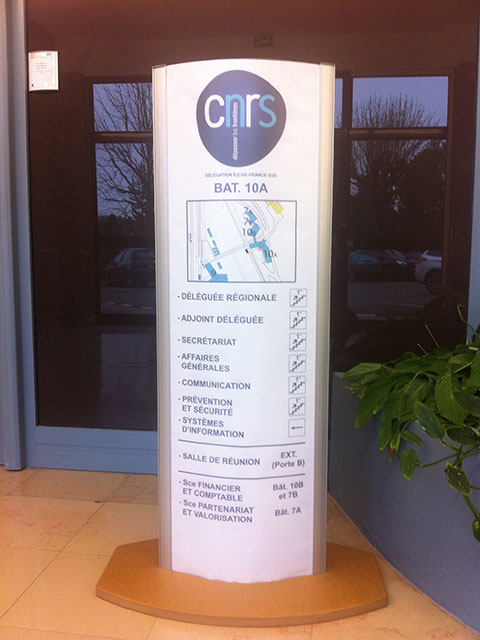 cnrs
dépasser les frontières
DÉLÉGATION ÎLE-DE-FRANCE SUD
BAT. 10A
7
7
10
10A
- DÉLÉGUÉE RÉGIONALE
- ADJOINT DÉLÉGUÉE
- SECRÉTARIAT
- AFFAIRES
GÉNÉRALES
- COMMUNICATION
- PRÉVENTION
ET SÉCURITÉ
- SYSTÈMES
D'INFORMATION
- SALLE DE RÉUNION EXT.
(Porte B)
- Sce FINANCIER Bât. 10B
ET COMPTABLE et 7B
- Sce PARTENARIAT
ET VALORISATION Bât. 7A